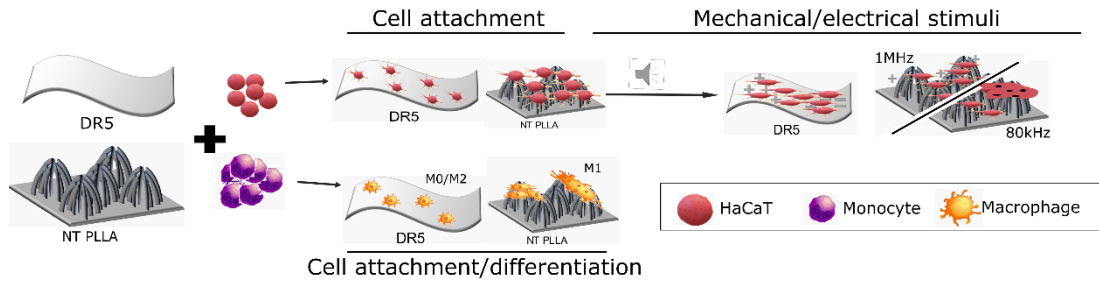 Cell attachment
Mechanical/electrical stimuli
DR5
NT PLLA
DR5
NT PLLA
DR5
1MHz
80kHz
M0/M2
DR5
M1
NT PLLA
Cell attachment/differentiation
HaCaT
Monocyte
Macrophage